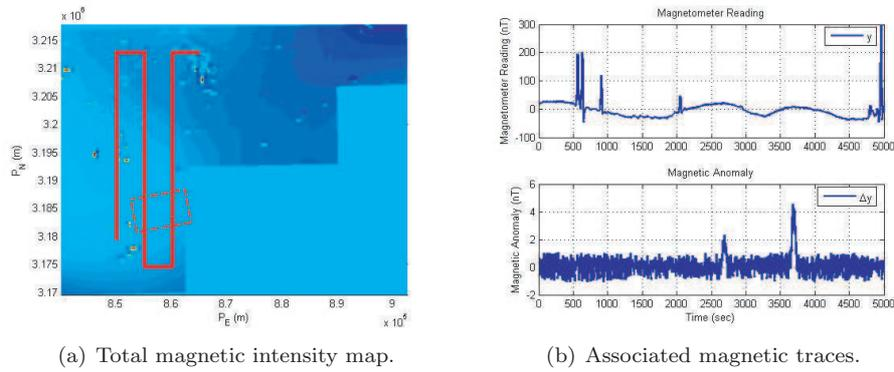 x 10⁶
3.215
3.21
3.205
3.2
3.195
3.19
3.185
3.18
3.175
3.17
P_N (m)
8.5
8.6
8.7
8.8
8.9
9
P_E (m)
x 10⁵
(a) Total magnetic intensity map.
Magnetometer Reading
300
200
100
0
-100
Magnetometer Reading (nT)
y
0 500 1000 1500 2000 2500 3000 3500 4000 4500 5000
Magnetic Anomaly
6
4
2
0
-2
Magnetic Anomaly (nT)
Δy
0 500 1000 1500 2000 2500 3000 3500 4000 4500 5000
Time (sec)
(b) Associated magnetic traces.